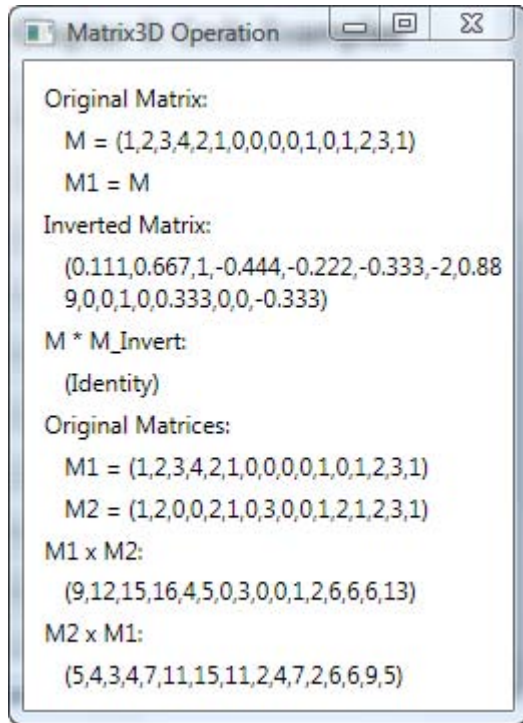 Matrix3D Operation
Original Matrix:
M = (1,2,3,4,2,1,0,0,0,0,1,0,1,2,3,1)
M1 = M
Inverted Matrix:
(0.111,0.667,1,-0.444,-0.222,-0.333,-2,0.88
9,0,0,1,0,0.333,0,0,-0.333)
M * M_Invert:
(Identity)
Original Matrices:
M1 = (1,2,3,4,2,1,0,0,0,0,1,0,1,2,3,1)
M2 = (1,2,0,0,2,1,0,3,0,0,1,2,1,2,3,1)
M1 x M2:
(9,12,15,16,4,5,0,3,0,0,1,2,6,6,6,13)
M2 x M1:
(5,4,3,4,7,11,15,11,2,4,7,2,6,6,9,5)